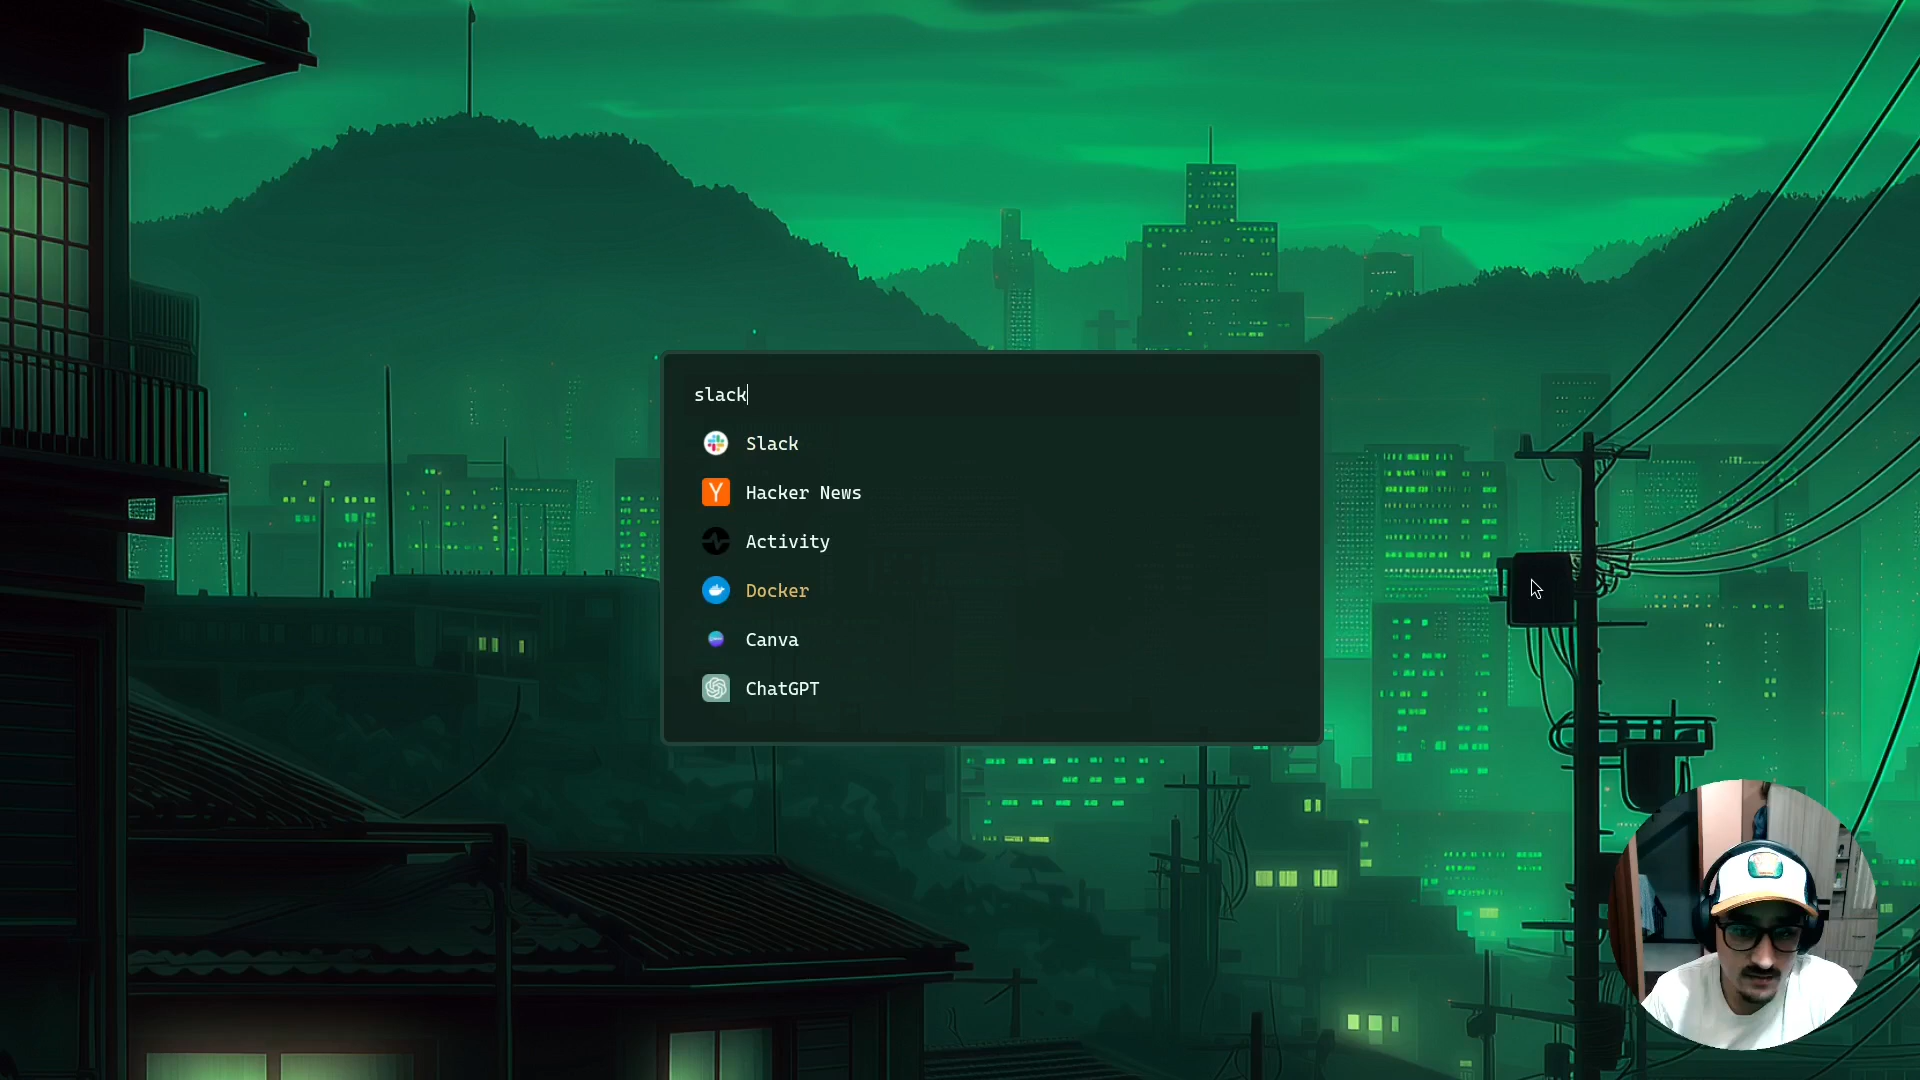 slack
Slack
Hacker News
Activity
Docker
Canva
ChatGPT